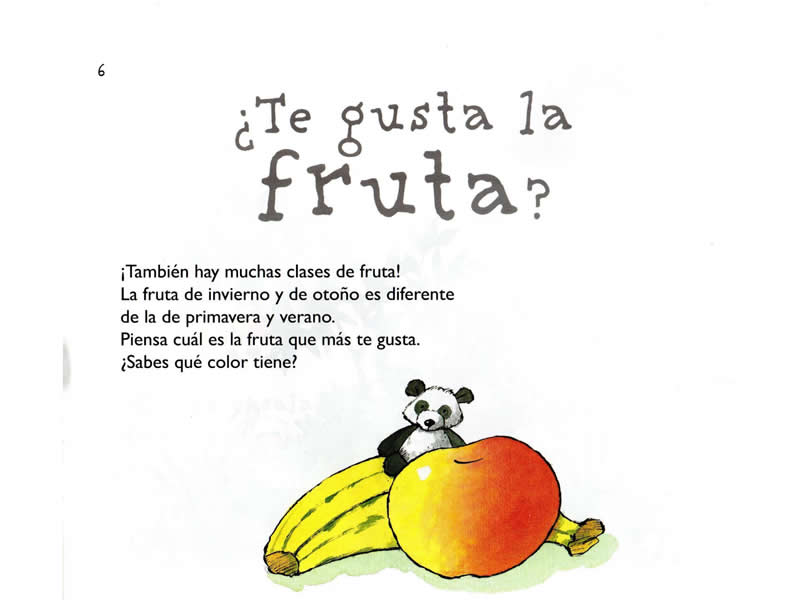 6
¿Te gusta la
fruta?
¡También hay muchas clases de fruta!
La fruta de invierno y de otoño es diferente
de la de primavera y verano.
Piensa cuál es la fruta que más te gusta.
¿Sabes qué color tiene?